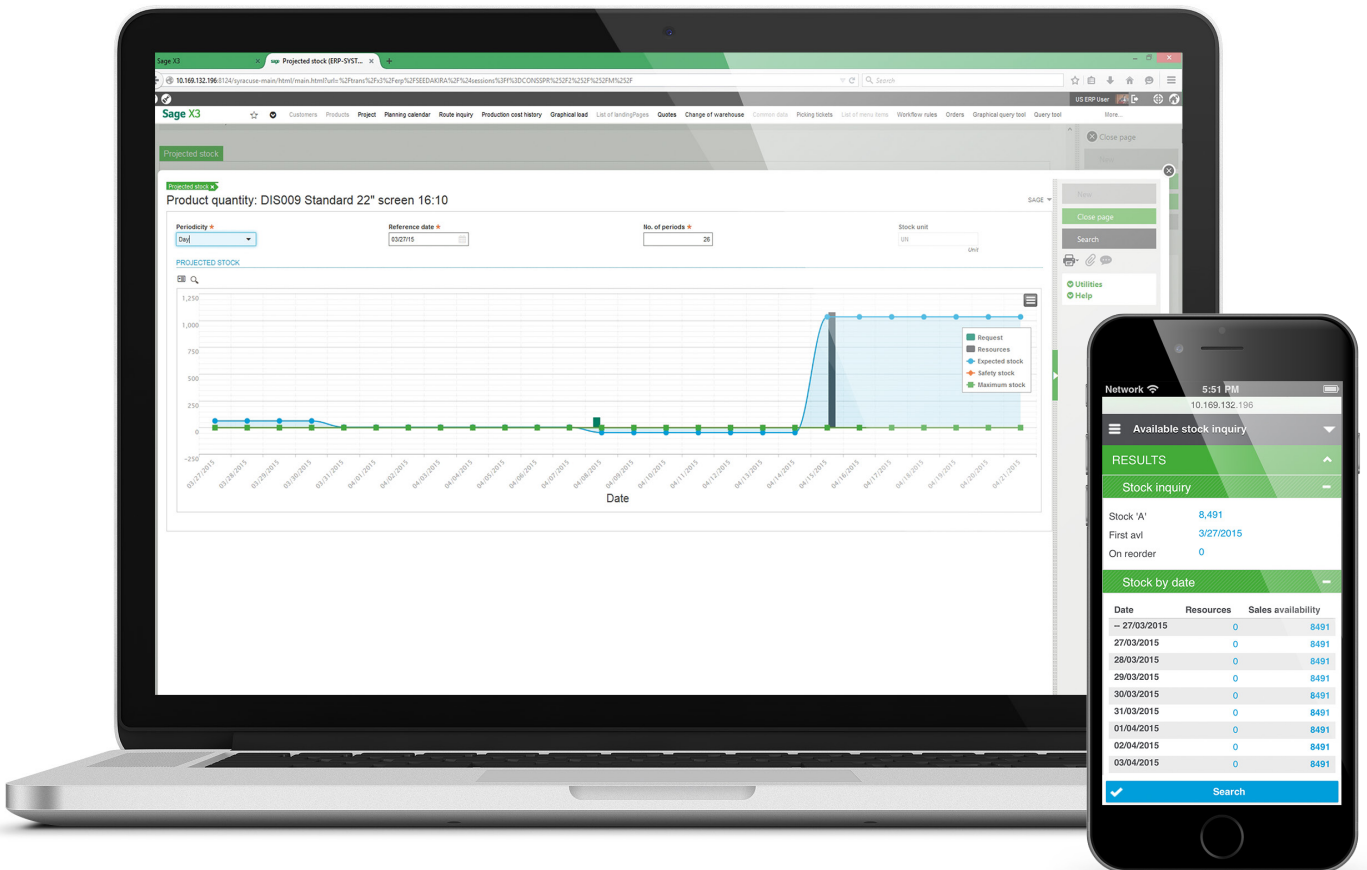 Sage X3
sage Projected stock (ERP-SYST...
10.169.132.196:8124/syracuse-main/html/main.html?url=%2Ftrans%2Fx3%2Ferp%2FSEEDAKIRA%2F%24sessions%3Ff%3DCONSSPR%252F2%252F%252FM%252F
Search
US ERP User
Sage X3 Customers Products Project Planning calendar Route inquiry Production cost history Graphical load List of landingPages Quotes Change of warehouse Common data Picking tickets List of menu items Workflow rules Orders Graphical query tool Query tool More...
Projected stock
Close page
New
Projected stock
Product quantity: DIS009 Standard 22" screen 16:10
SAGE
Periodicity *
Reference date *
No. of periods *
Stock unit
Day
03/27/15
26
UN
Unit
PROJECTED STOCK
1,250
1,000
750
500
250
0
-250
Request
Resources
Expected stock
Safety stock
Maximum stock
03/27/2015
03/28/2015
03/29/2015
03/30/2015
03/31/2015
04/01/2015
04/02/2015
04/03/2015
04/04/2015
04/05/2015
04/06/2015
04/07/2015
04/08/2015
04/09/2015
04/10/2015
04/11/2015
04/12/2015
04/13/2015
04/14/2015
04/15/2015
04/16/2015
04/17/2015
04/18/2015
04/19/2015
04/20/2015
04/21/2015
Date
New
Close page
Search
Utilities
Help
Network 5:51 PM
10.169.132.196
Available stock inquiry
RESULTS
Stock inquiry
Stock 'A' 8,491
First avl 3/27/2015
On reorder 0
Stock by date
Date Resources Sales availability
-- 27/03/2015 0 8491
27/03/2015 0 8491
28/03/2015 0 8491
29/03/2015 0 8491
30/03/2015 0 8491
31/03/2015 0 8491
01/04/2015 0 8491
02/04/2015 0 8491
03/04/2015 0 8491
Search